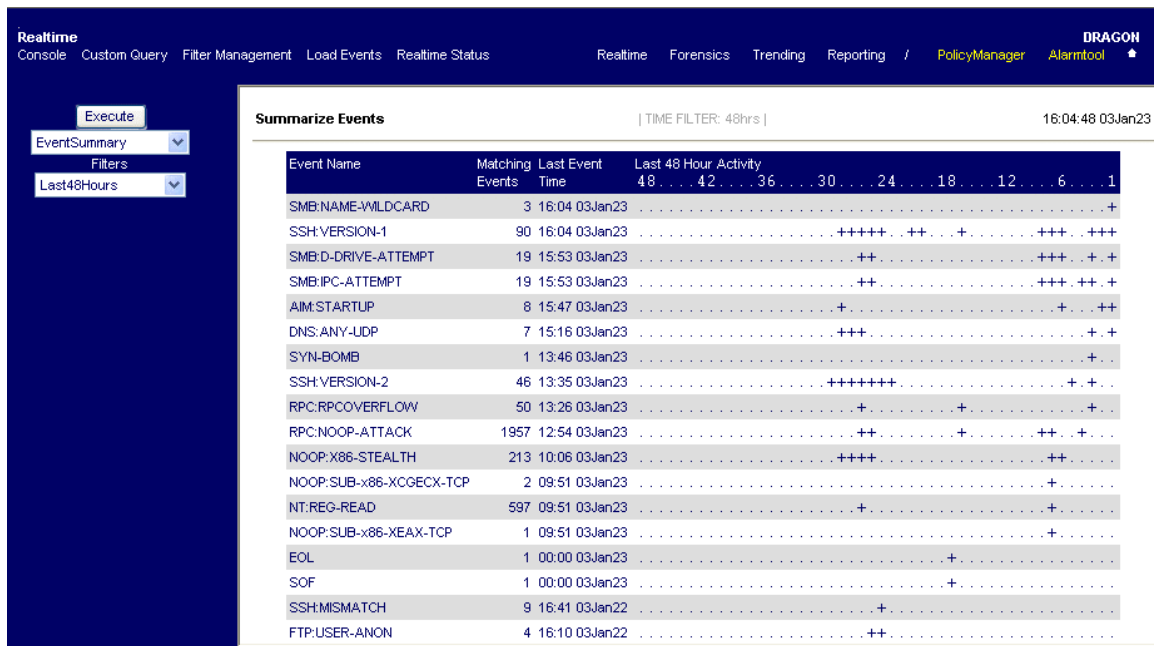 Realtime
DRAGON
Console Custom Query Filter Management Load Events Realtime Status Realtime Forensics Trending Reporting / PolicyManager Alarmtool
Execute
EventSummary
Filters
Last48Hours
Summarize Events | TIME FILTER: 48hrs | 16:04:48 03Jan23
Event Name Matching Last Event Last 48 Hour Activity
Events Time 48....42....36....30....24....18....12....6....1
SMB:NAME-WILDCARD 3 16:04 03Jan23 ...............................................+
SSH:VERSION-1 90 16:04 03Jan23 ....................+++++..++...+.......+++..+++
SMB:D-DRIVE-ATTEMPT 19 15:53 03Jan23 ......................++................+++..+.+
SMB:IPC-ATTEMPT 19 15:53 03Jan23 ......................++................+++.++.+
AIM:STARTUP 8 15:47 03Jan23 ....................+.....................+...++
DNS:ANY-UDP 7 15:16 03Jan23 ....................+++......................+.+
SYN-BOMB 1 13:46 03Jan23 .............................................+..
SSH:VERSION-2 46 13:35 03Jan23 ...................+++++++.................+.+..
RPC:RPCOVERFLOW 50 13:26 03Jan23 ......................+.........+............+..
RPC:NOOP-ATTACK 1957 12:54 03Jan23 ......................++........+.......++..+...
NOOP:X86-STEALTH 213 10:06 03Jan23 ....................++++.................++.....
NOOP:SUB-x86-XCGECX-TCP 2 09:51 03Jan23 .........................................+......
NT:REG-READ 597 09:51 03Jan23 ......................+..................+......
NOOP:SUB-x86-XEAX-TCP 1 09:51 03Jan23 .........................................+......
EOL 1 00:00 03Jan23 ...............................+................
SOF 1 00:00 03Jan23 ...............................+................
SSH:MISMATCH 9 16:41 03Jan22 ........................+.......................
FTP:USER-ANON 4 16:10 03Jan22 .......................++.......................